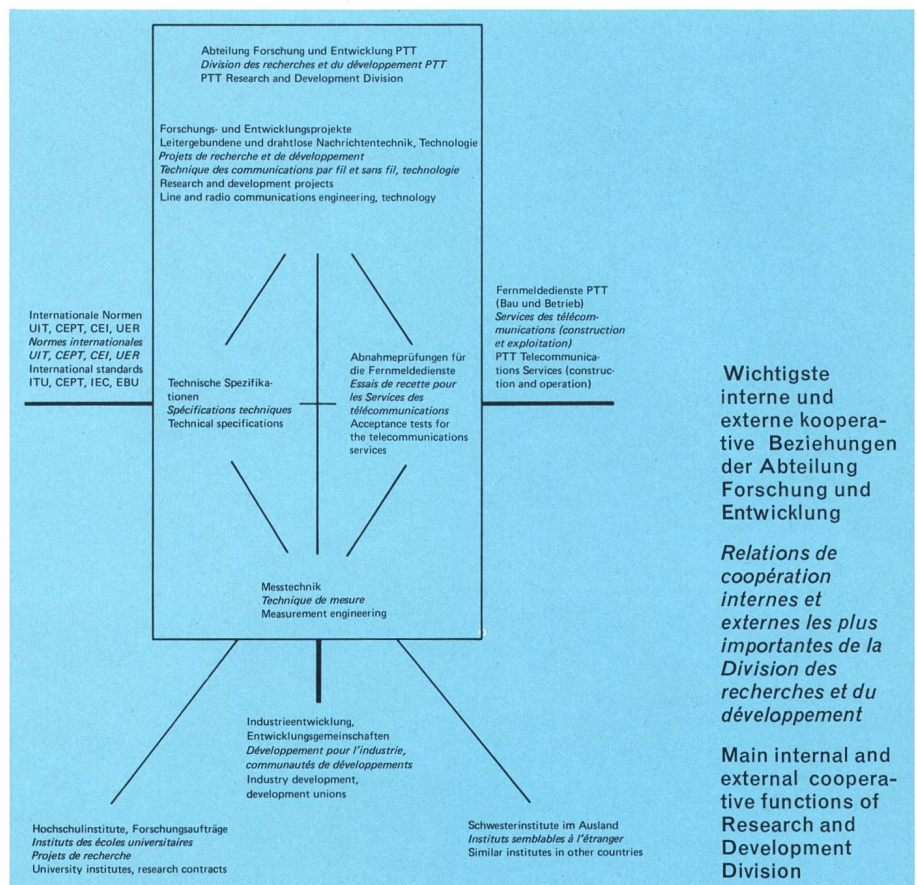 Abteilung Forschung und Entwicklung PTT
Division des recherches et du développement PTT
PTT Research and Development Division
Forschungs- und Entwicklungsprojekte
Leitergebundene und drahtlose Nachrichtentechnik, Technologie
Projets de recherche et de développement
Technique des communications par fil et sans fil, technologie
Research and development projects
Line and radio communications engineering, technology
Internationale Normen
UIT, CEPT, CEI, UER
Normes internationales
UIT, CEPT, CEI, UER
International standards
ITU, CEPT, IEC, EBU
Technische Spezifika-
tionen
Spécifications techniques
Technical specifications
Abnahmeprüfungen für
die Fernmeldedienste
Essais de recette pour
les Services des
télécommunications
Acceptance tests for
the telecommunications
services
Fernmeldedienste PTT
(Bau und Betrieb)
Services des télécom-
munications (construction
et exploitation)
PTT Telecommunica-
tions Services (construc-
tion and operation)
Messtechnik
Technique de mesure
Measurement engineering
Industrieentwicklung,
Entwicklungsgemeinschaften
Développement pour l'industrie,
communautés de développements
Industry development,
development unions
Hochschulinstitute, Forschungsaufträge
Instituts des écoles universitaires
Projets de recherche
University institutes, research contracts
Schwesterinstitute im Ausland
Instituts semblables à l'étranger
Similar institutes in other countries
Wichtigste
interne und
externe koopera-
tive Beziehungen
der Abteilung
Forschung und
Entwicklung
Relations de
coopération
internes et
externes les plus
importantes de la
Division des
recherches et du
développement
Main internal and
external coopera-
tive functions of
Research and
Development
Division